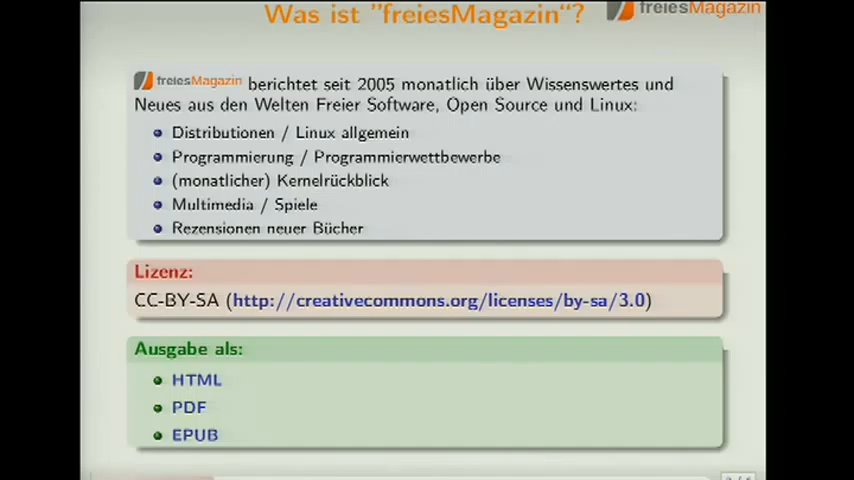 Was ist ”freiesMagazin“?
freiesMagazin
freiesMagazin berichtet seit 2005 monatlich über Wissenswertes und
Neues aus den Welten Freier Software, Open Source und Linux:
Distributionen / Linux allgemein
Programmierung / Programmierwettbewerbe
(monatlicher) Kernelrückblick
Multimedia / Spiele
Rezensionen neuer Bücher
Lizenz:
CC-BY-SA (http://creativecommons.org/licenses/by-sa/3.0)
Ausgabe als:
HTML
PDF
EPUB